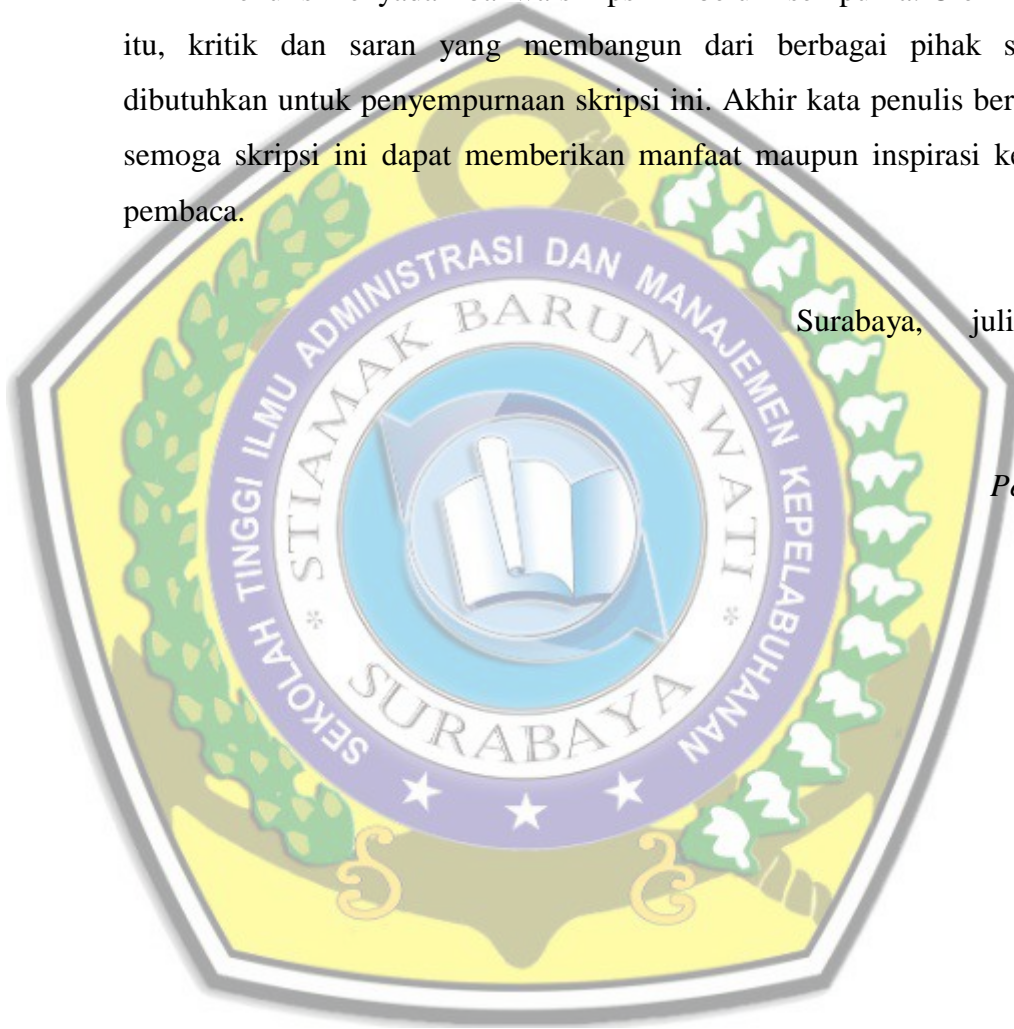 itu, kritik dan saran yang membangun dari berbagai pihak s
dibutuhkan untuk penyempurnaan skripsi ini. Akhir kata penulis ber
semoga skripsi ini dapat memberikan manfaat maupun inspirasi ke
pembaca.
Surabaya, juli
Pe
SEKOLAH TINGGI ILMU ADMINISTRASI DAN MANAJEMEN KEPELABUHANAN
STIAMAK BARUNAWATI
* SURABAYA *